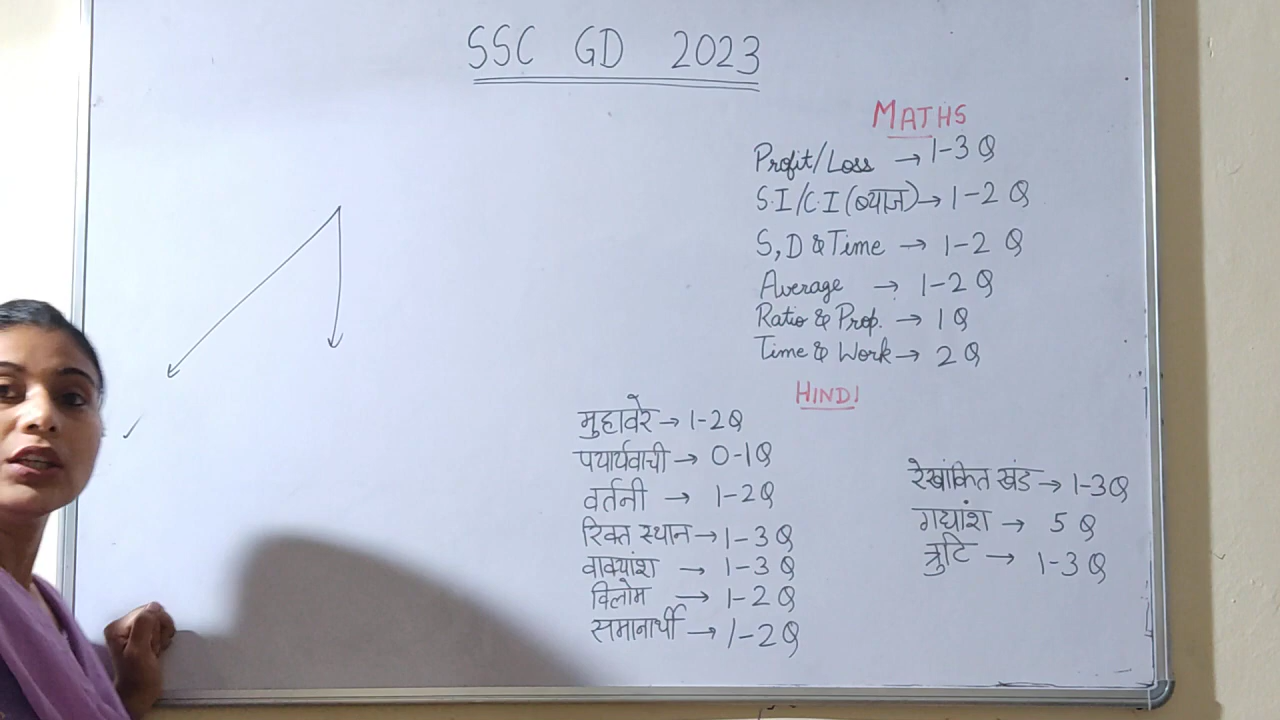 SSC GD 2023
MATHS
Profit/Loss → 1-3 Q
S.I/C.I (ब्याज) → 1-2 Q
S, D & Time → 1-2 Q
Average → 1-2 Q
Ratio & Prop. → 1 Q
Time & Work → 2 Q
HINDI
मुहावेर → 1-2 Q
पयार्यवाची → 0-1 Q
वर्तनी → 1-2 Q
रिक्त स्थान → 1-3 Q
वाक्यांश → 1-3 Q
विलोम → 1-2 Q
समानार्थी → 1-2 Q
रेखांकित खंड → 1-3 Q
गद्यांश → 5 Q
त्रुटि → 1-3 Q